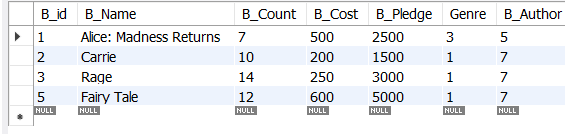 B_id B_Name B_Count B_Cost B_Pledge Genre B_Author
1 Alice: Madness Returns 7 500 2500 3 5
2 Carrie 10 200 1500 1 7
3 Rage 14 250 3000 1 7
5 Fairy Tale 12 600 5000 1 7
NULL NULL NULL NULL NULL NULL NULL